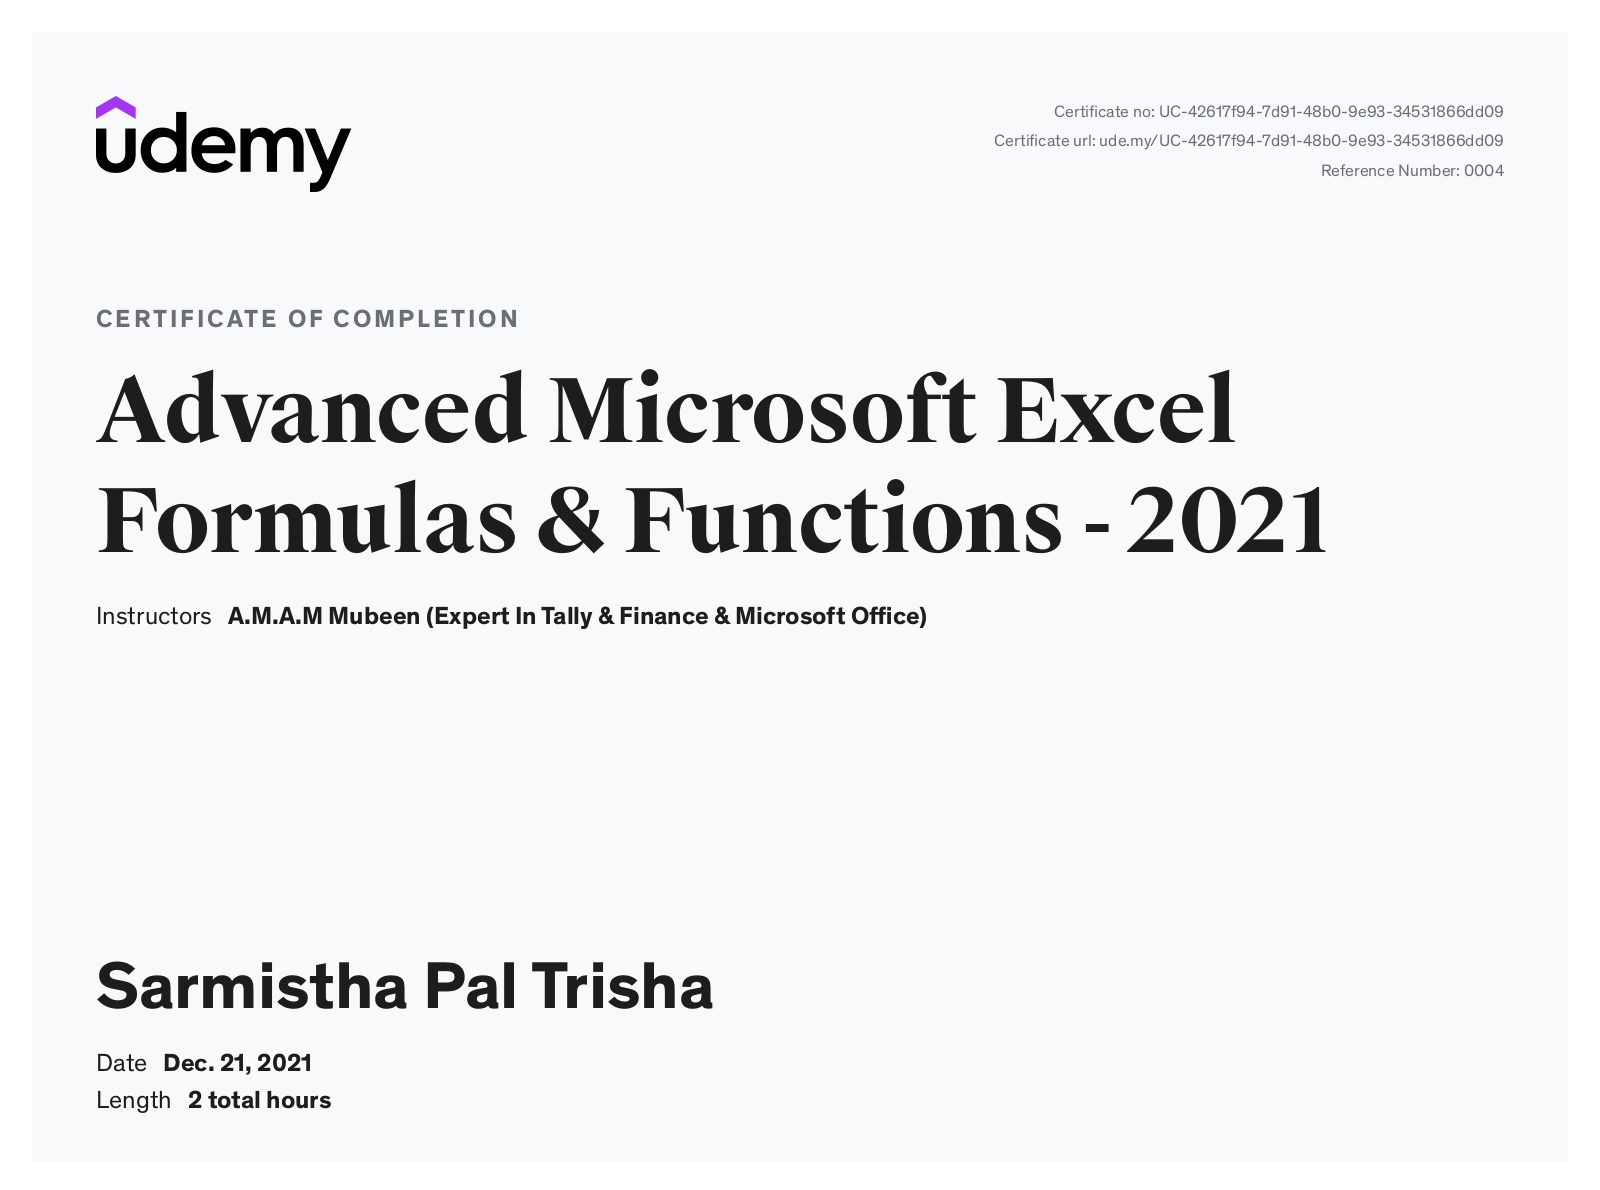 udemy
Certificate no: UC-42617f94-7d91-48b0-9e93-34531866dd09
Certificate url: ude.my/UC-42617f94-7d91-48b0-9e93-34531866dd09
Reference Number: 0004
CERTIFICATE OF COMPLETION
Advanced Microsoft Excel
Formulas & Functions - 2021
Instructors A.M.A.M Mubeen (Expert In Tally & Finance & Microsoft Office)
Sarmistha Pal Trisha
Date Dec. 21, 2021
Length 2 total hours